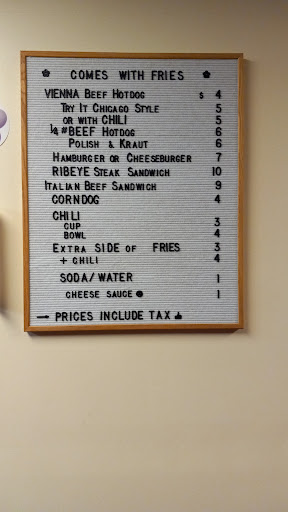 COMES WITH FRIES
VIENNA BEEF HOTDOG $ 4
TRY IT CHICAGO STYLE 5
OR WITH CHILI 5
1/4 #BEEF HOTDOG 6
POLISH & KRAUT 6
HAMBURGER OR CHEESEBURGER 7
RIBEYE STEAK SANDWICH 10
ITALIAN BEEF SANDWICH 9
CORNDOG 4
CHILI
CUP 3
BOWL 4
EXTRA SIDE OF FRIES 3
+ CHILI 4
SODA/WATER 1
CHEESE SAUCE 1
PRICES INCLUDE TAX